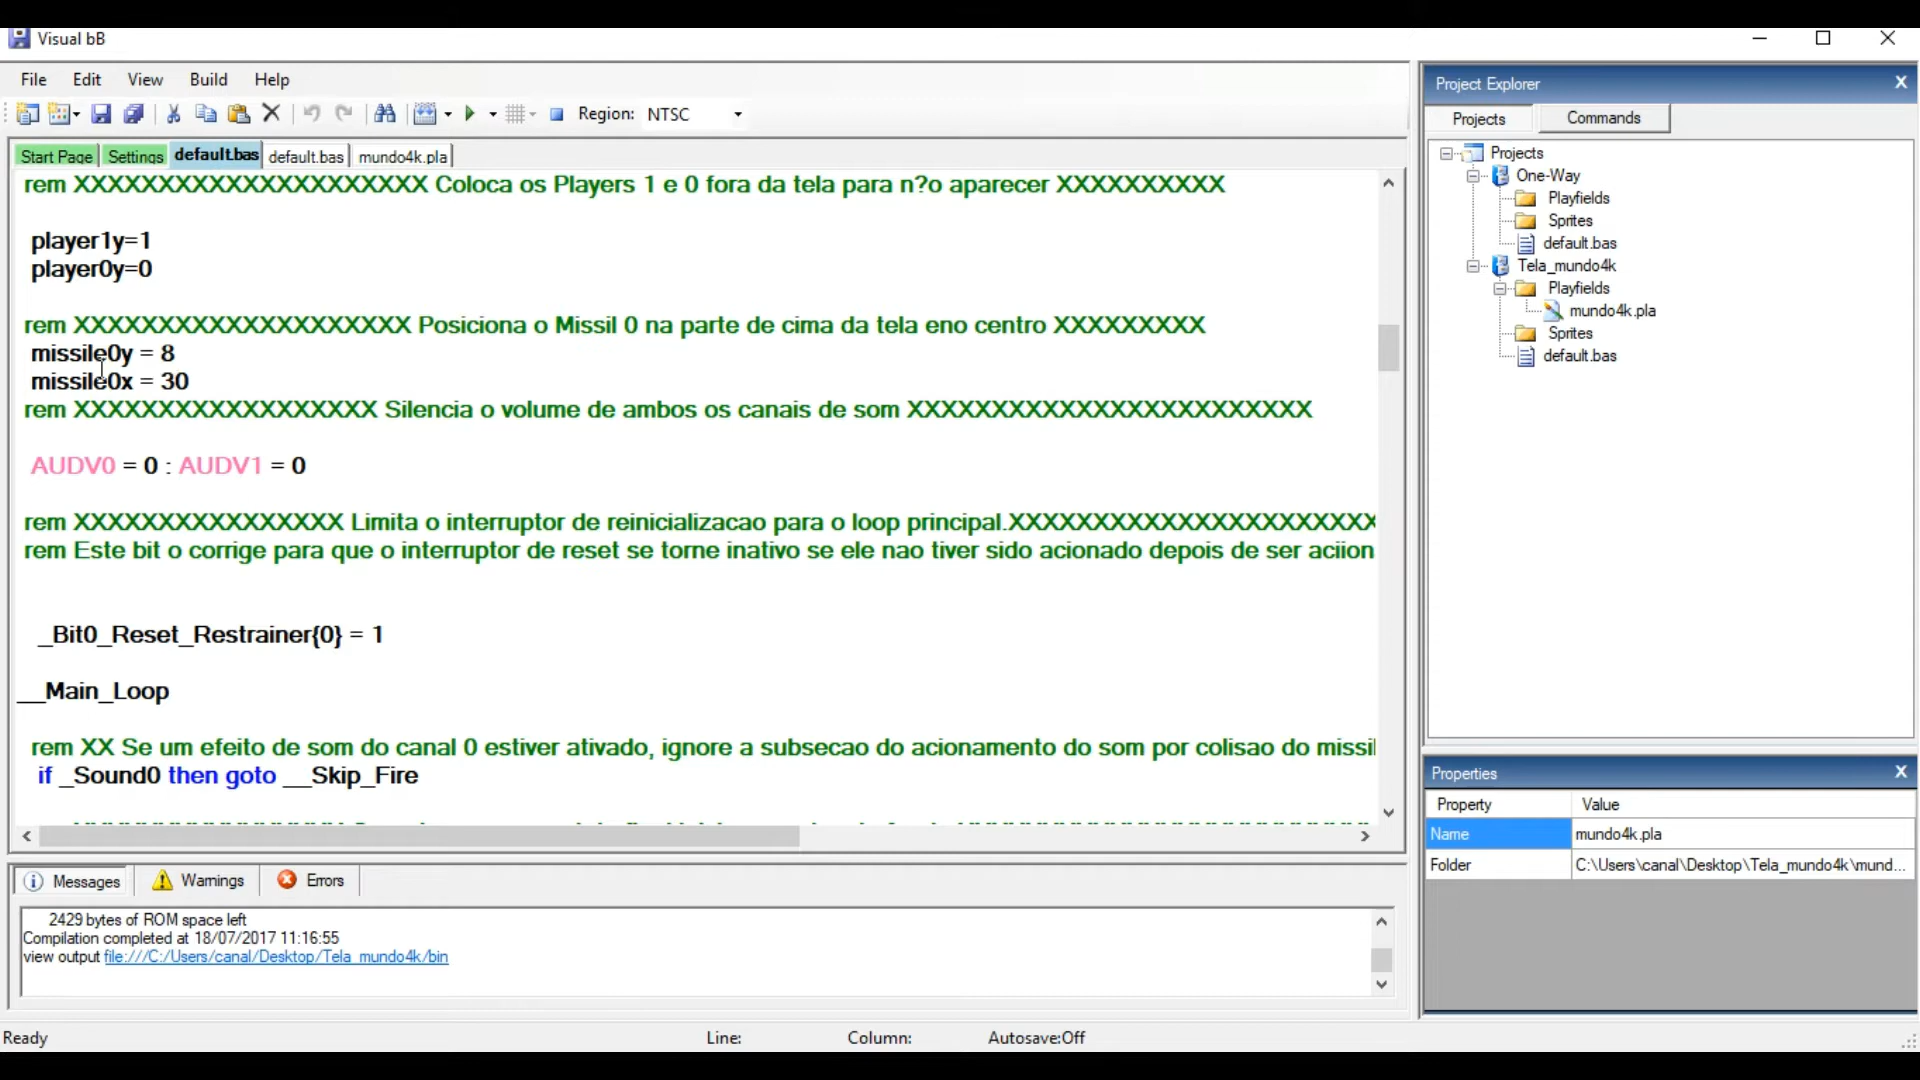 Visual bB
File Edit View Build Help
Region: NTSC
Start Page Settings default.bas default.bas mundo4k.pla
rem XXXXXXXXXXXXXXXXXXXXX Coloca os Players 1 e 0 fora da tela para n?o aparecer XXXXXXXXXX
player1y=1
player0y=0
rem XXXXXXXXXXXXXXXXXXXX Posiciona o Missil 0 na parte de cima da tela eno centro XXXXXXXXX
missile0y = 8
missile0x = 30
rem XXXXXXXXXXXXXXXXXX Silencia o volume de ambos os canais de som XXXXXXXXXXXXXXXXXXXXXXXX
AUDV0 = 0 : AUDV1 = 0
rem XXXXXXXXXXXXXXXX Limita o interruptor de reinicializacao para o loop principal.XXXXXXXXXXXXXXXXXXXXXX
rem Este bit o corrige para que o interruptor de reset se torne inativo se ele nao tiver sido acionado depois de ser aciion
_Bit0_Reset_Restrainer{0} = 1
__Main_Loop
rem XX Se um efeito de som do canal 0 estiver ativado, ignore a subsecao do acionamento do som por colisao do missil
if _Sound0 then goto __Skip_Fire
Messages Warnings Errors
2429 bytes of ROM space left
Compilation completed at 18/07/2017 11:16:55
view output file:///C:/Users/canal/Desktop/Tela_mundo4k/bin
Ready Line: Column: Autosave:Off
Project Explorer X
Projects Commands
Projects
One-Way
Playfields
Sprites
default.bas
Tela_mundo4k
Playfields
mundo4k.pla
Sprites
default.bas
Properties X
Property Value
Name mundo4k.pla
Folder C:\Users\canal\Desktop\Tela_mundo4k\mund...